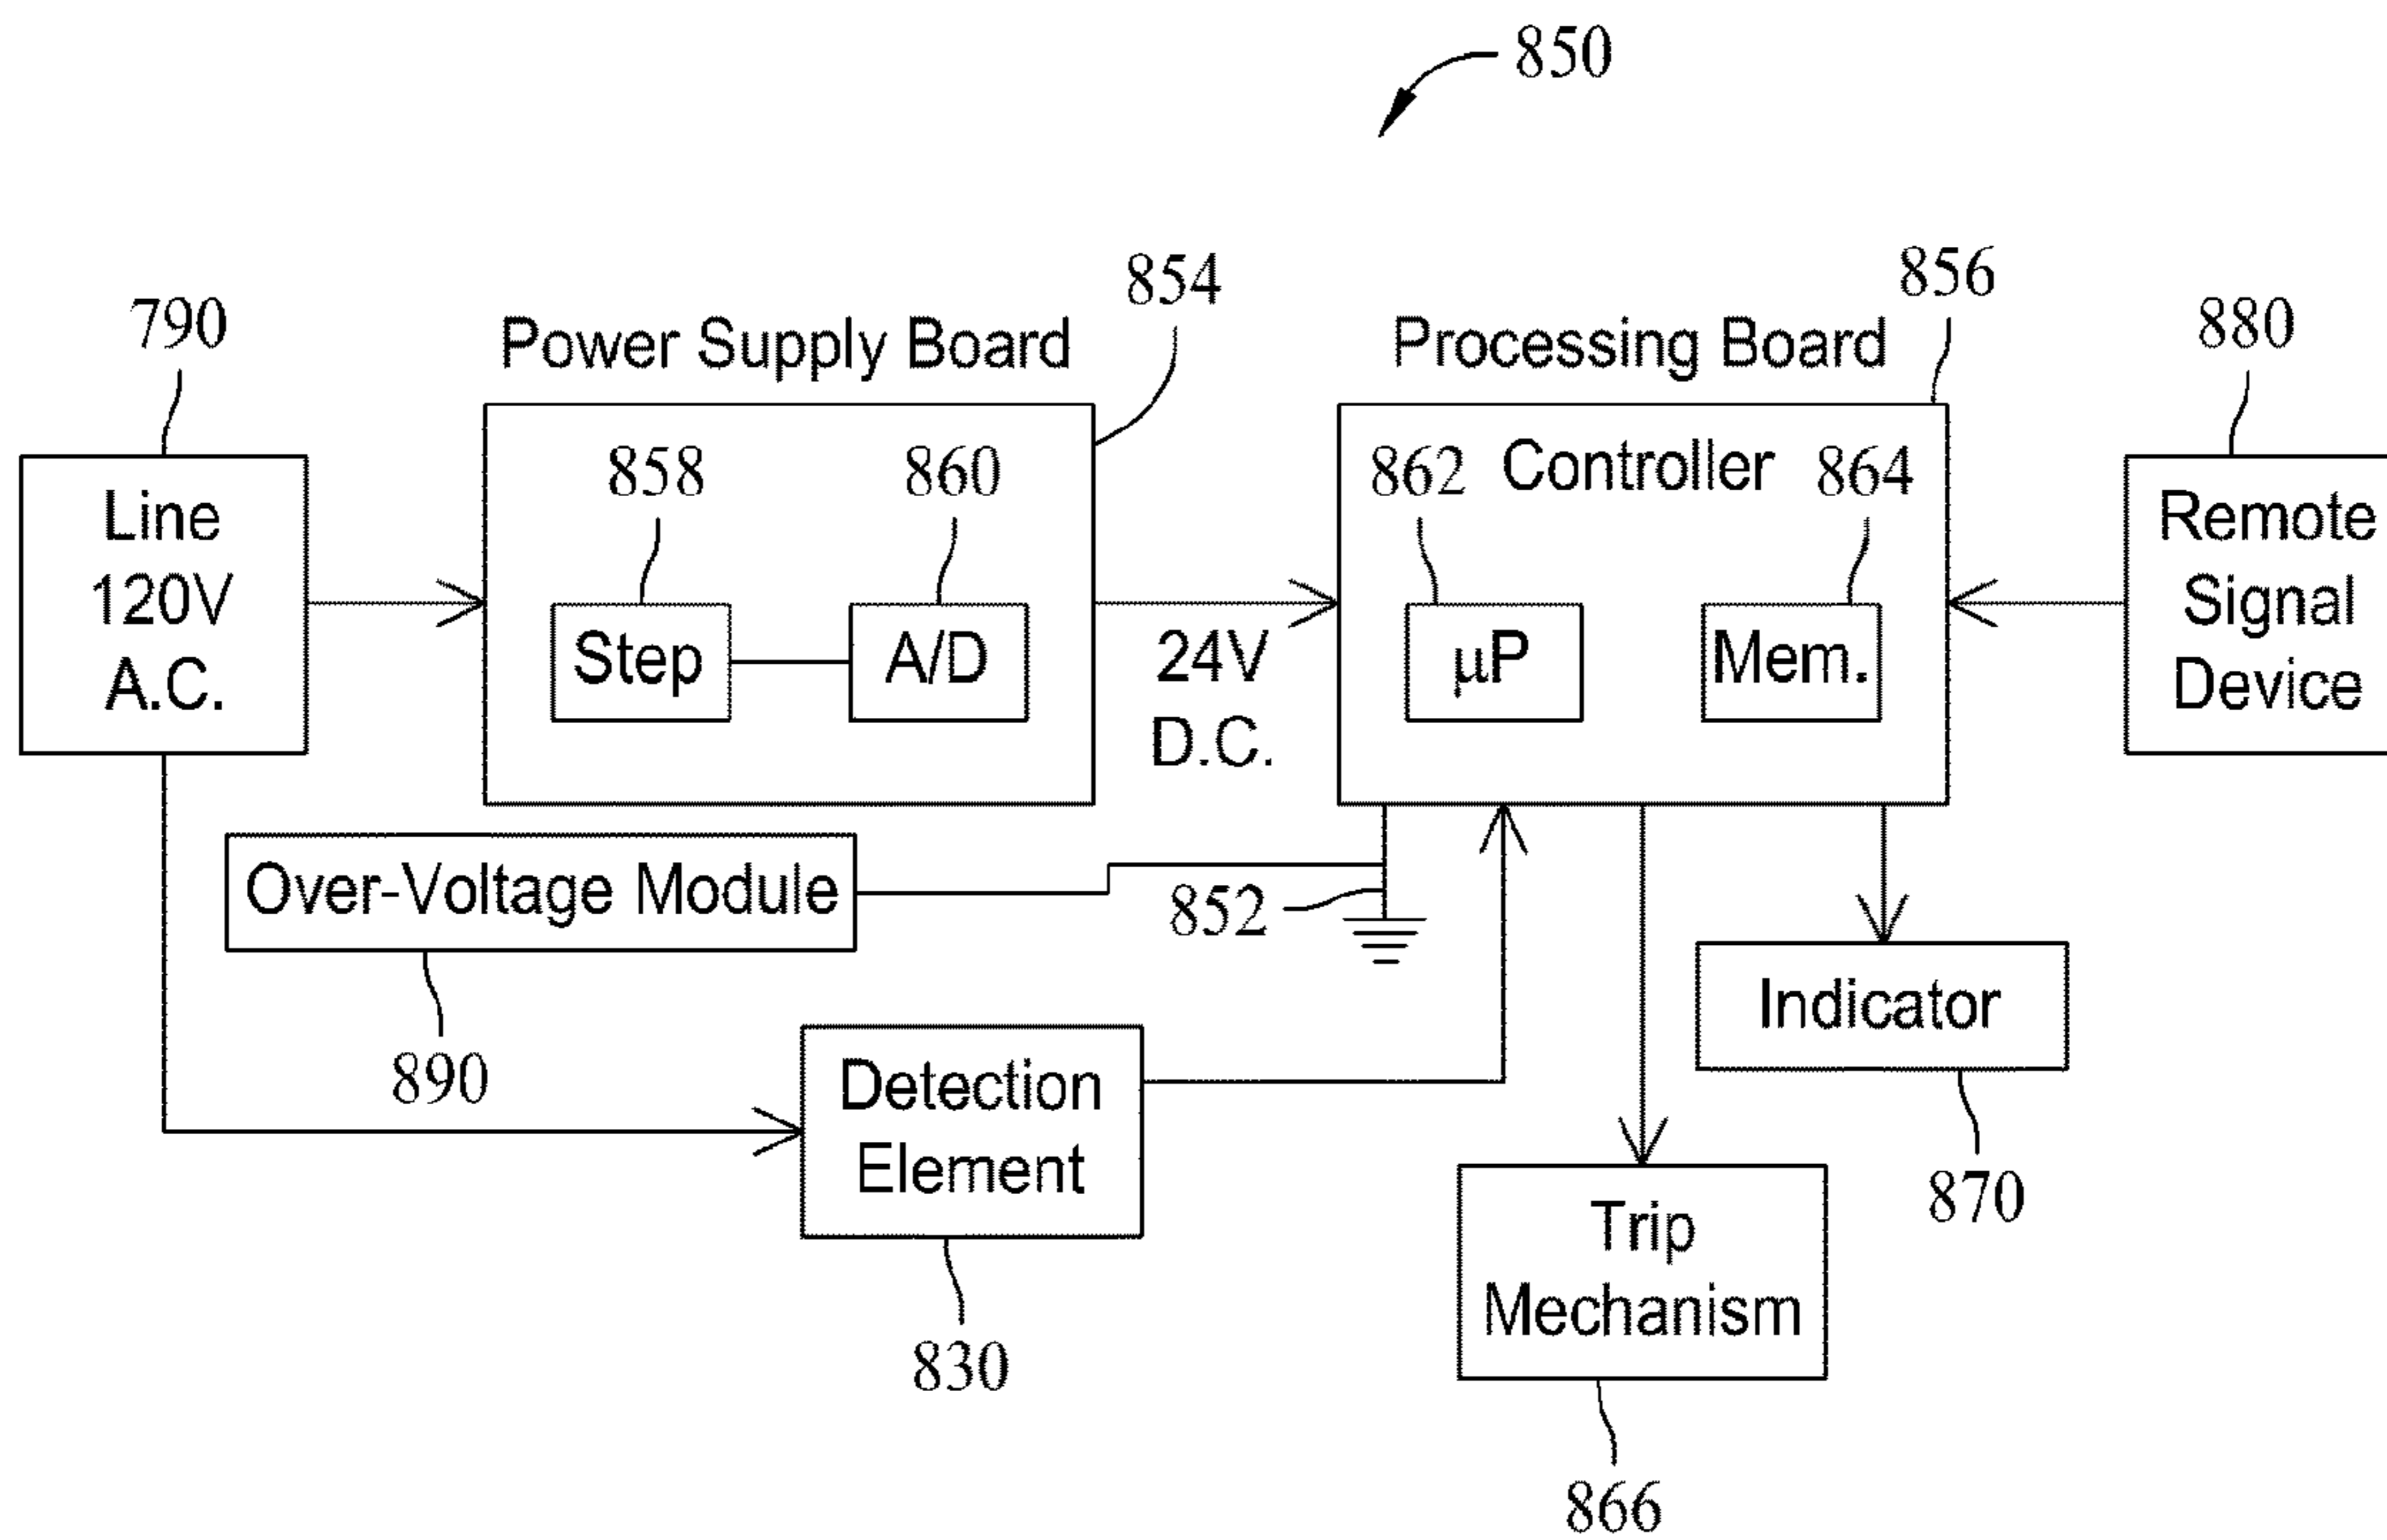 850
854
856
790
Power Supply Board
Processing Board
880
858
860
862
Controller
864
Line
120V
A.C.
Step
A/D
24V
D.C.
μP
Mem.
Remote
Signal
Device
Over-Voltage Module
852
890
Indicator
870
Detection
Element
830
Trip
Mechanism
866